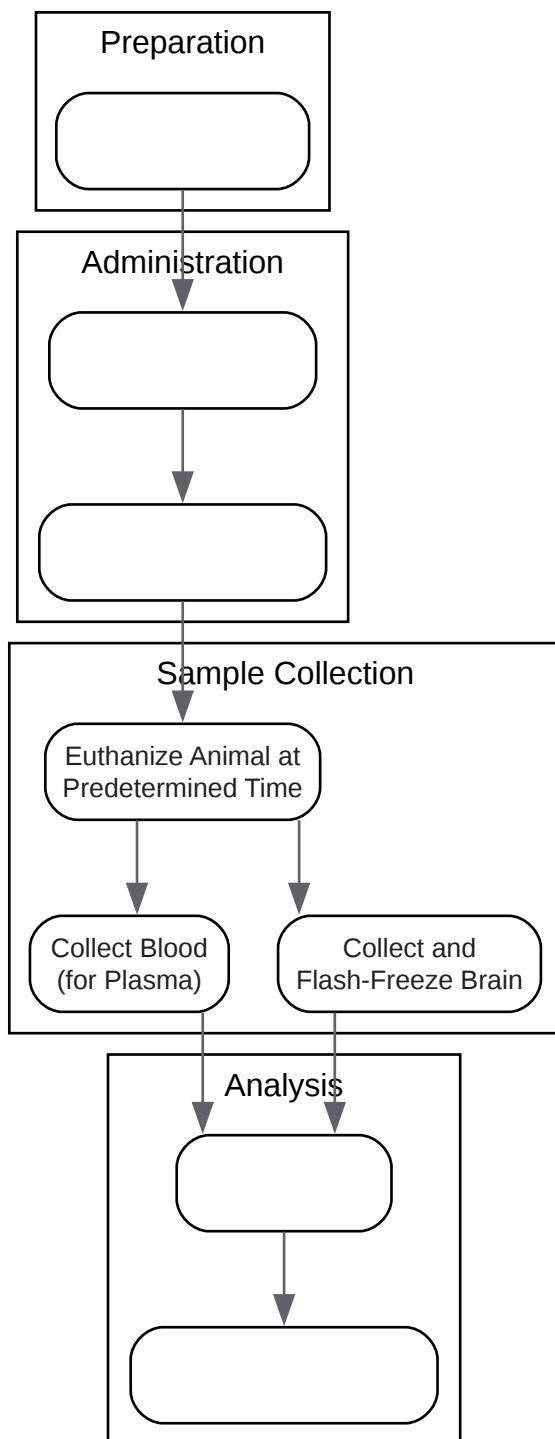 Preparation
Administration
Sample Collection
Euthanize Animal at
Predetermined Time
Collect Blood
(for Plasma)
Collect and
Flash-Freeze Brain
Analysis